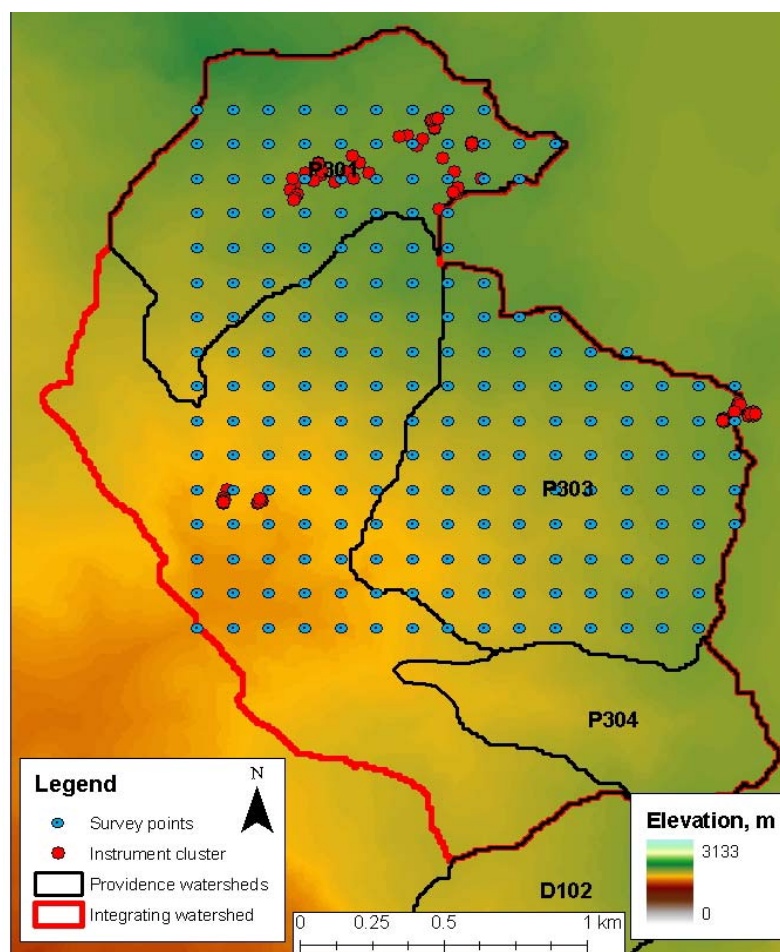 P301
P303
P304
D102
Legend
N
Survey points
Instrument cluster
Providence watersheds
Integrating watershed
0 0.25 0.5 1 km
Elevation, m
3133
0